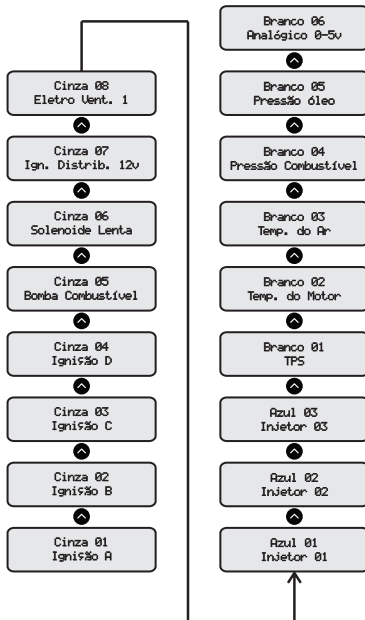 Cinza 08
Eletro Vent. 1
Cinza 07
Ign. Distrib. 12v
Cinza 06
Solenoide Lenta
Cinza 05
Bomba Combustível
Cinza 04
Ignição D
Cinza 03
Ignição C
Cinza 02
Ignição B
Cinza 01
Ignição A
Branco 06
Analógico 0-5v
Branco 05
Pressão óleo
Branco 04
Pressão Combustível
Branco 03
Temp. do Ar
Branco 02
Temp. do Motor
Branco 01
TPS
Azul 03
Injetor 03
Azul 02
Injetor 02
Azul 01
Injetor 01